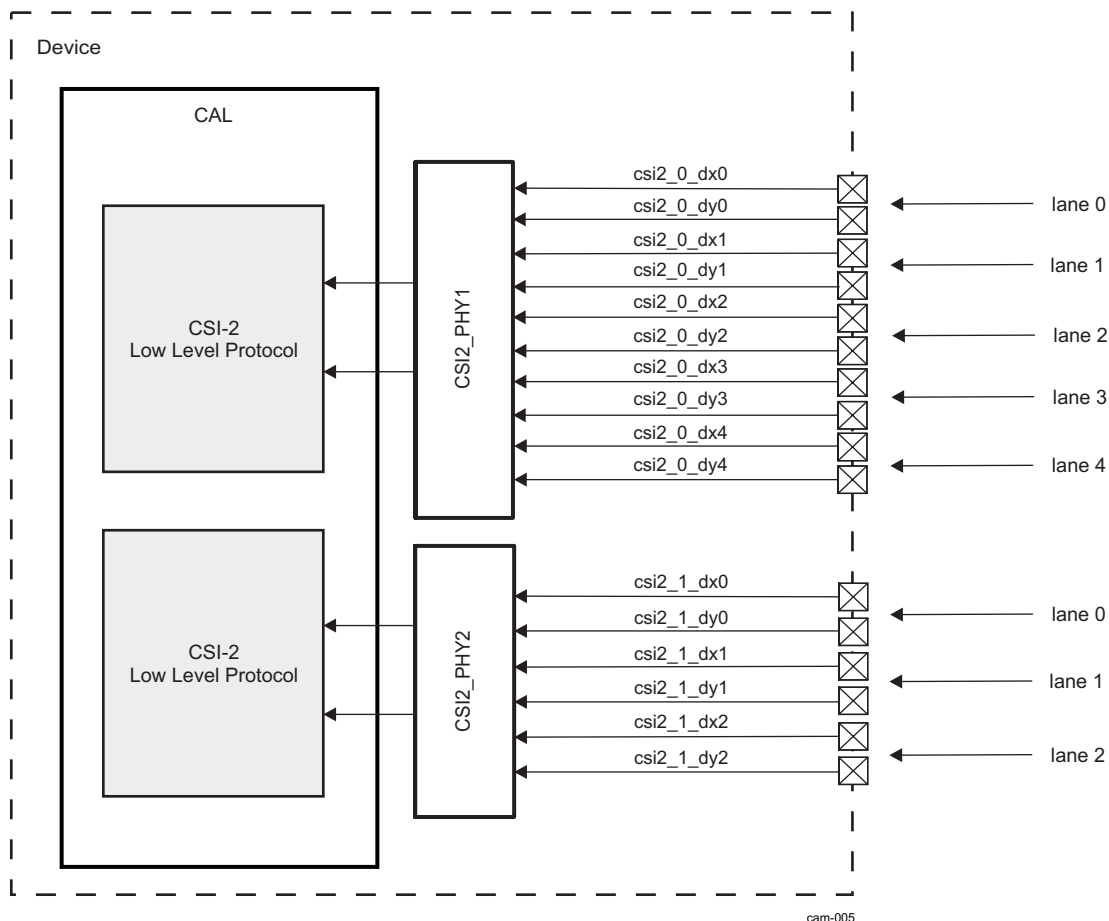 Device
CAL
CSI-2
Low Level Protocol
CSI2_PHY1
csi2_0_dx0
csi2_0_dy0
csi2_0_dx1
csi2_0_dy1
csi2_0_dx2
csi2_0_dy2
csi2_0_dx3
csi2_0_dy3
csi2_0_dx4
csi2_0_dy4
lane 0
lane 1
lane 2
lane 3
lane 4
CSI-2
Low Level Protocol
CSI2_PHY2
csi2_1_dx0
csi2_1_dy0
csi2_1_dx1
csi2_1_dy1
csi2_1_dx2
csi2_1_dy2
lane 0
lane 1
lane 2
cam-005